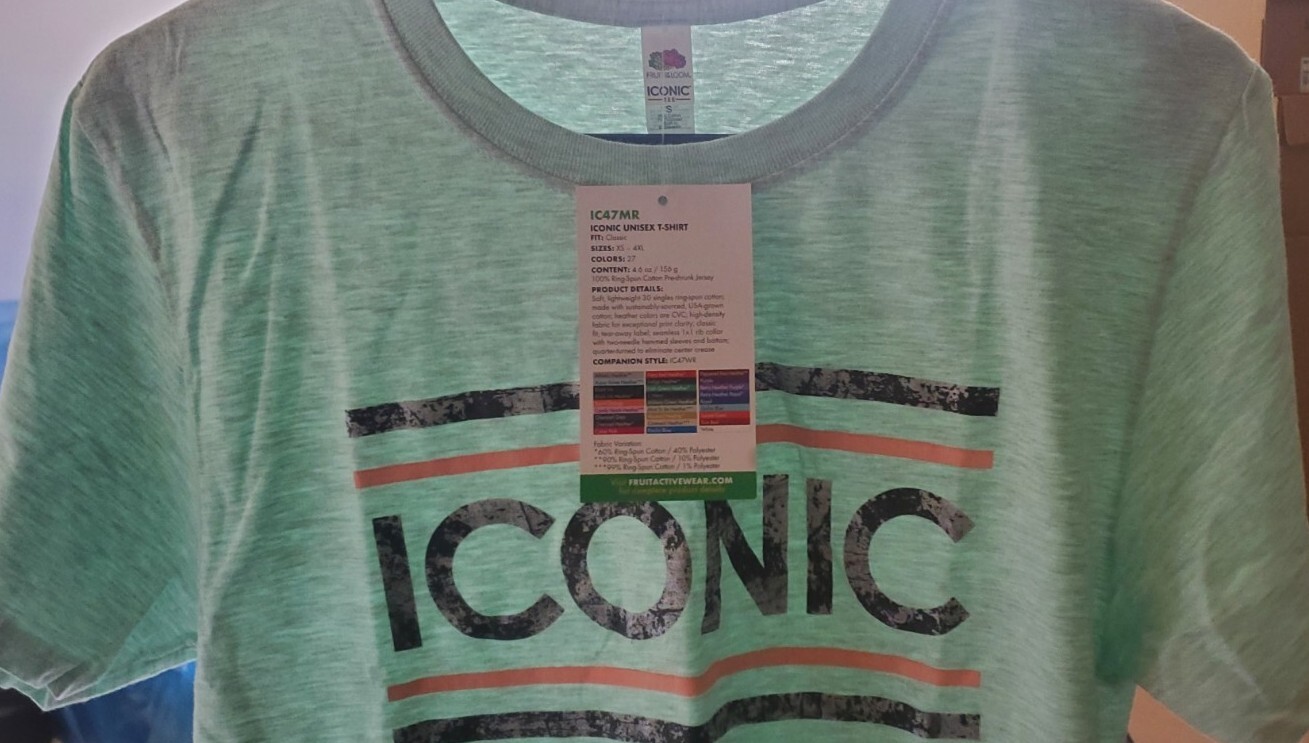 FRUIT OF THE LOOM
ICONIC
TEE
S
IC47MR
ICONIC UNISEX T-SHIRT
FIT: Classic
SIZES: XS - 4XL
COLORS: 27
CONTENT: 4.6 oz / 156 g
100% Ring-Spun Cotton Preshrunk Jersey
PRODUCT DETAILS:
Soft, lightweight 30 singles ring-spun cotton;
made with sustainably-sourced, USA-grown
cotton; heather colors are CVC; high-density
fabric for exceptional print clarity; classic
fit; tear-away label; seamless 1x1 rib collar
with two-needle hemmed sleeves and bottom;
quarter-turned to eliminate center crease
COMPANION STYLE: IC47WR
Fabric Variation:
*60% Ring-Spun Cotton / 40% Polyester
**90% Ring-Spun Cotton / 10% Polyester
***99% Ring-Spun Cotton / 1% Polyester
Visit FRUITACTIVEWEAR.COM
for complete product details
ICONIC